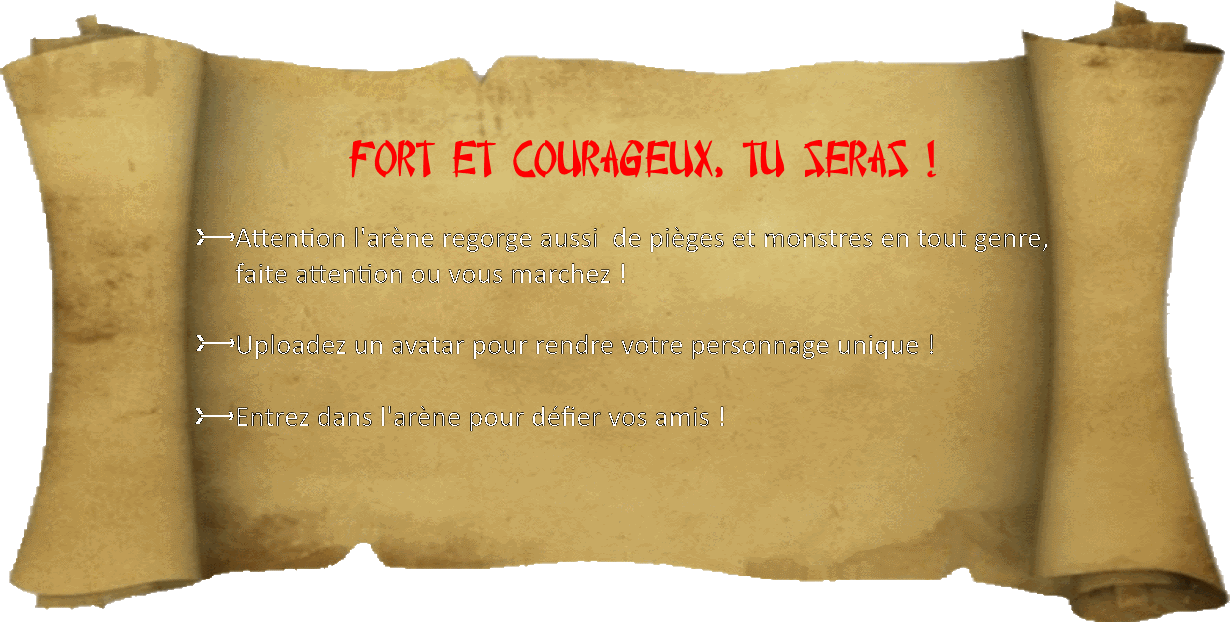 FORT ET COURAGEUX, TU SERAS !
Attention l'arène regorge aussi  de pièges et monstres en tout genre,
faite attention ou vous marchez !
Uploadez un avatar pour rendre votre personnage unique !
Entrez dans l'arène pour défier vos amis !